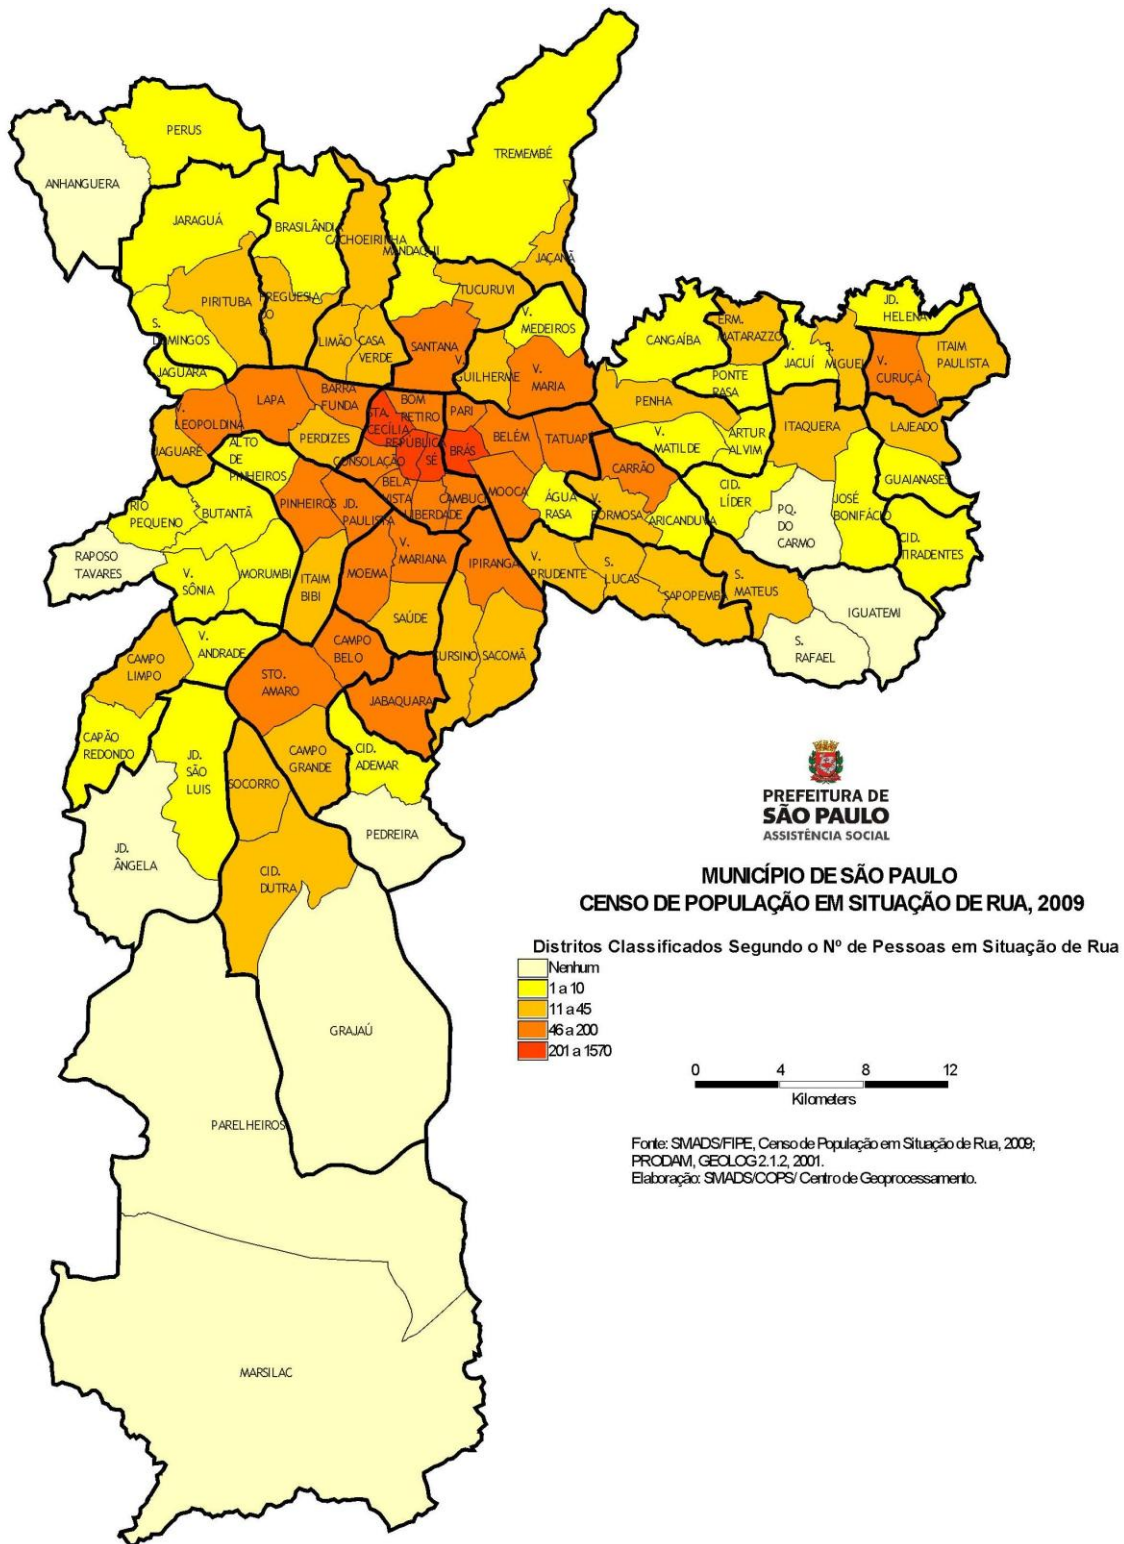 PERUS
TREMEMBÉ
ANHANGUERA
JARAGUÁ
BRASILÂNDIA
CACHOEIRINHA
MANDAQUI
JAÇANÃ
TUCURUVI
PIRITUBA
FREGUESIA
DO
Ó
S.
DOMINGOS
LIMÃO
CASA
VERDE
SANTANA
V.
MEDEIROS
V.
GUILHERME
V.
MARIA
JAGUARA
CANGAÍBA
ERM.
MATARAZZO
V.
JACUÍ
S.
MIGUEL
JD.
HELENA
V.
CURUÇÁ
ITAIM
PAULISTA
PONTE
RASA
PENHA
ITAQUERA
LAJEADO
V.
LEOPOLDINA
LAPA
BARRA
FUNDA
BOM
RETIRO
PARI
STA.
CECÍLIA
REPÚBLICA
SÉ
BRÁS
BELÉM
TATUAPÉ
V.
MATILDE
ARTUR
ALVIM
JAGUARÉ
ALTO
DE
PINHEIROS
PERDIZES
CONSOLAÇÃO
BELA
VISTA
LIBERDADE
CAMBUCI
MOOCA
ÁGUA
RASA
CARRÃO
V.
FORMOSA
ARICANDUVA
CID.
LÍDER
PQ.
DO
CARMO
JOSÉ
BONIFÁCIO
GUAIANASES
CID.
TIRADENTES
RIO
PEQUENO
BUTANTÃ
PINHEIROS
JD.
PAULISTA
RAPOSO
TAVARES
V.
SÔNIA
MORUMBI
ITAIM
BIBI
MOEMA
V.
MARIANA
IPIRANGA
V.
PRUDENTE
S.
LUCAS
SAPOPEMBA
S.
MATEUS
IGUATEMI
S.
RAFAEL
SAÚDE
CURSINO
SACOMÃ
CAMPO
LIMPO
V.
ANDRADE
STO.
AMARO
CAMPO
BELO
JABAQUARA
CAPÃO
REDONDO
JD.
SÃO
LUIS
SOCORRO
CAMPO
GRANDE
CID.
ADEMAR
PEDREIRA
JD.
ÂNGELA
CID.
DUTRA
GRAJAÚ
PARELHEIROS
MARSILAC
PREFEITURA DE
SÃO PAULO
ASSISTÊNCIA SOCIAL
MUNICÍPIO DE SÃO PAULO
CENSO DE POPULAÇÃO EM SITUAÇÃO DE RUA, 2009
Distritos Classificados Segundo o Nº de Pessoas em Situação de Rua
Nenhum
1 a 10
11 a 45
46 a 200
201 a 1570
0 4 8 12
Kilometers
Fonte: SMADS/FIPE, Censo de População em Situação de Rua, 2009;
PRODAM, GEOLOG 2.1.2, 2001.
Elaboração: SMADS/COPS/ Centro de Geoprocessamento.